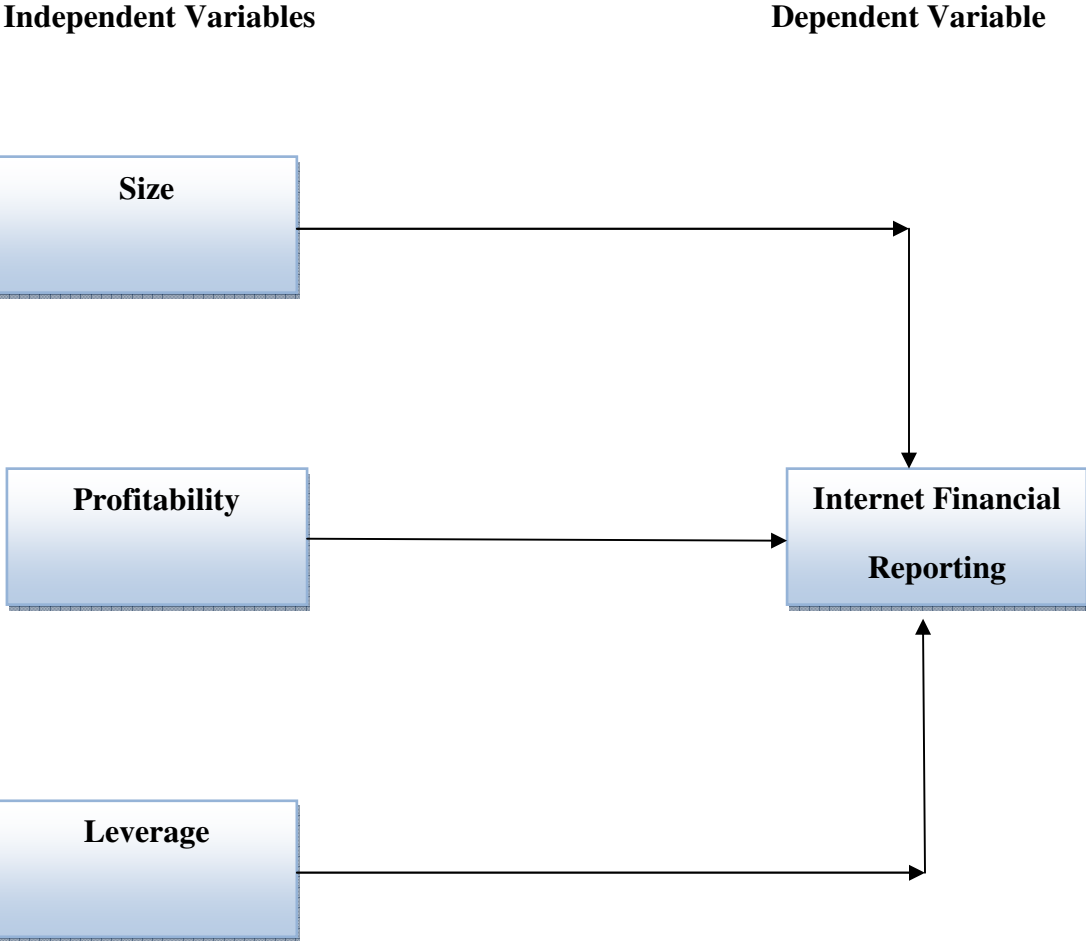 Independent Variables
Dependent Variable
Size
Profitability
Internet Financial
Reporting
Leverage